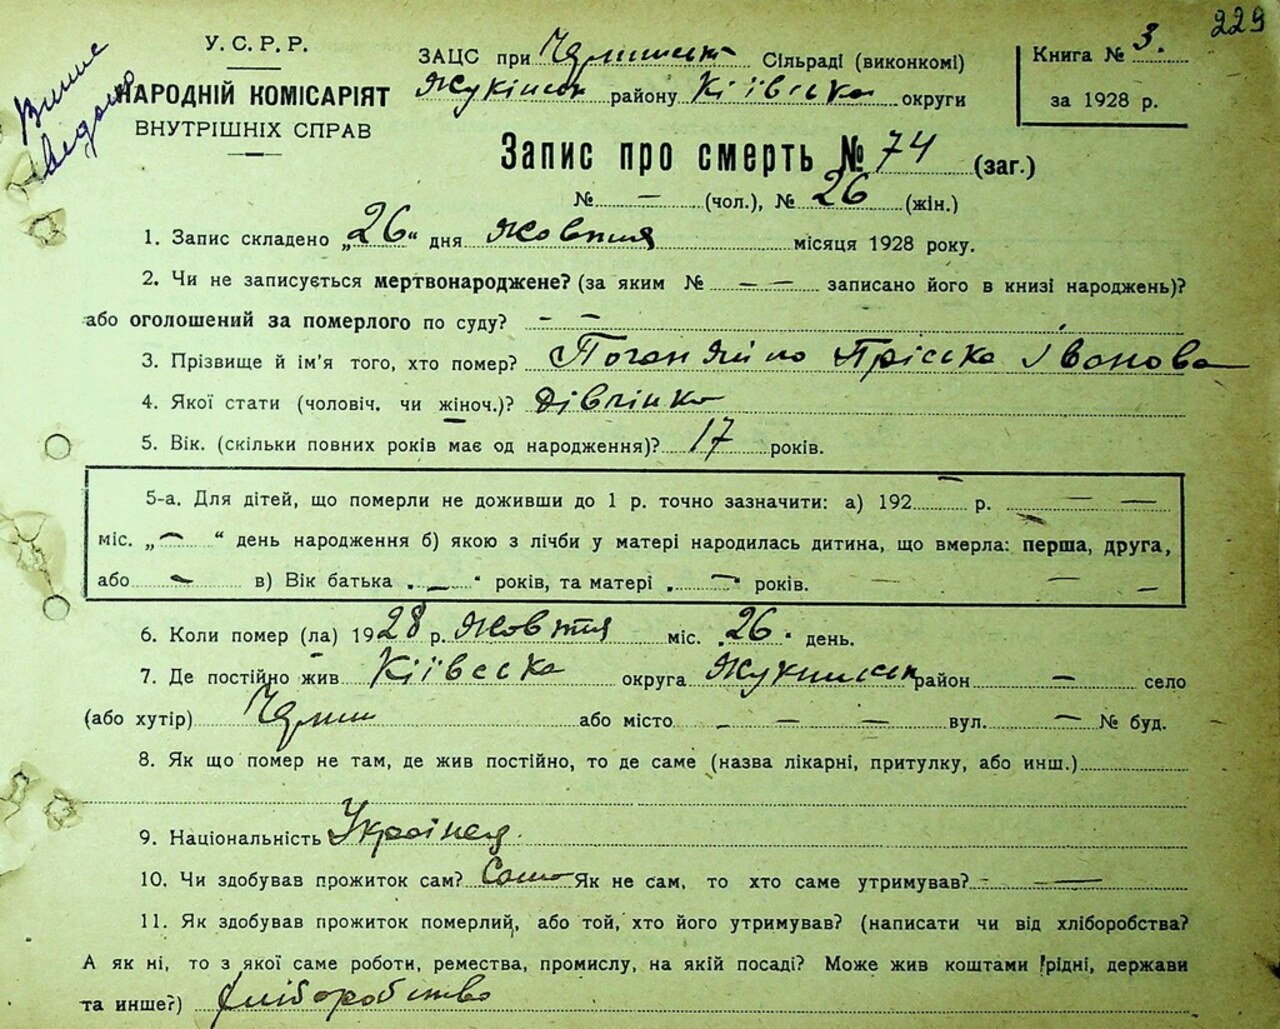 229
У. С. Р. Р.
НАРОДНІЙ КОМІСАРІЯТ
ВНУТРІШНІХ СПРАВ
ЗАЦС при Сільраді (виконкомі)
району Київська округи
Книга № 3.
за 1928 р.
Запис про смерть № 74 (заг.)
№ — (чол.), № 26 (жін.)
1. Запис складено „26“ дня жовтня місяця 1928 року.
2. Чи не записується мертвонароджене? (за яким № — — записано його в книзі народжень)?
або оголошений за померлого по суду? — —
3. Прізвище й ім'я того, хто помер? Пріська Іванова
4. Якої стати (чоловіч. чи жіноч.)? дівчінка
5. Вік. (скільки повних років має од народження)? 17 років.
5-а. Для дітей, що померли не доживши до 1 р. точно зазначити: а) 192 — р. — —
міс. „—“ день народження б) якою з лічби у матері народилась дитина, що вмерла: перша, друга,
або — в) Вік батька „—“ років, та матері „—“ років. — — —
6. Коли помер (ла) 1928 р. жовтня міс. „26“ день.
7. Де постійно жив Київська округа район — село
(або хутір) або місто — — — вул. — № буд.
8. Як що помер не там, де жив постійно, то де саме (назва лікарні, притулку, або инш.)
9. Національність Українец.
10. Чи здобував прожиток сам? Сам Як не сам, то хто саме утримував? — —
11. Як здобував прожиток померлий, або той, хто його утримував? (написати чи від хліборобства?
А як ні, то з якої саме роботи, ремества, промислу, на якій посаді? Може жив коштами рідні, держави
та инше?) хліборобство